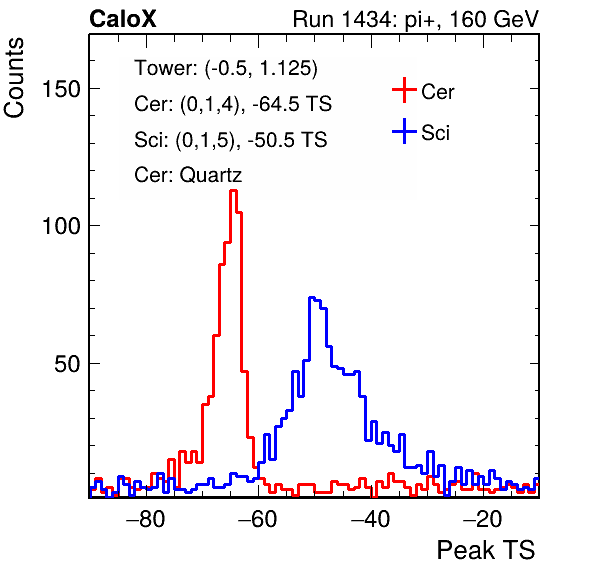 CaloX Run 1434: pi+, 160 GeV
Counts
Tower: (-0.5, 1.125)
Cer: (0,1,4), -64.5 TS
Sci: (0,1,5), -50.5 TS
Cer: Quartz
Cer
Sci
150
100
50
−80 −60 −40 −20
Peak TS